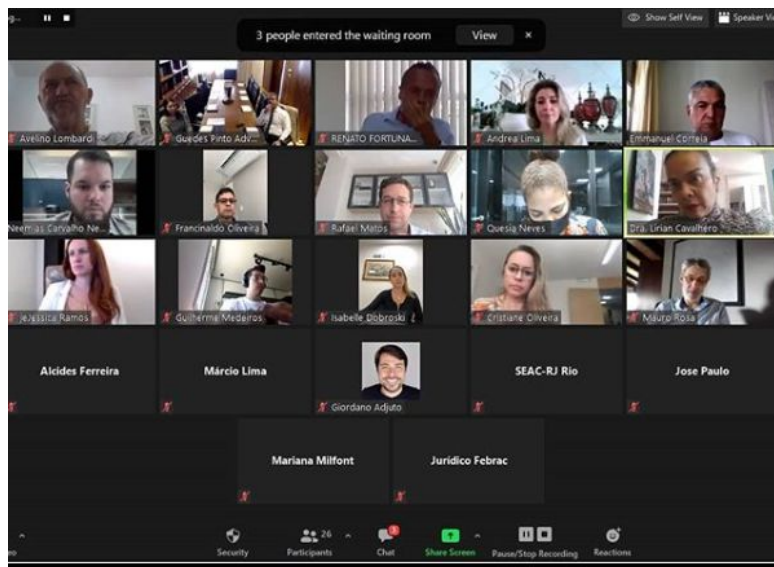 Show Self View
Speaker Vi
3 people entered the waiting room
View
Avelino Lombardi
Guedes Pinto Adv...
RENATO FORTUNA...
Andrea Lima
Emmanuel Correia
Neemias Carvalho Ne...
Francinaldo Oliveira
Rafael Matos
Quesia Neves
Dra. Lirian Cavalhero
JeJessica Ramos
Guilherme Medeiros
Isabelle Dobroski
Cristiane Oliveira
Mauro Rosa
Alcides Ferreira
Márcio Lima
Giordano Adjuto
SEAC-RJ Rio
Jose Paulo
Mariana Milfont
Jurídico Febrac
26
Security
Participants
Chat
Share Screen
Pause/Stop Recording
Reactions